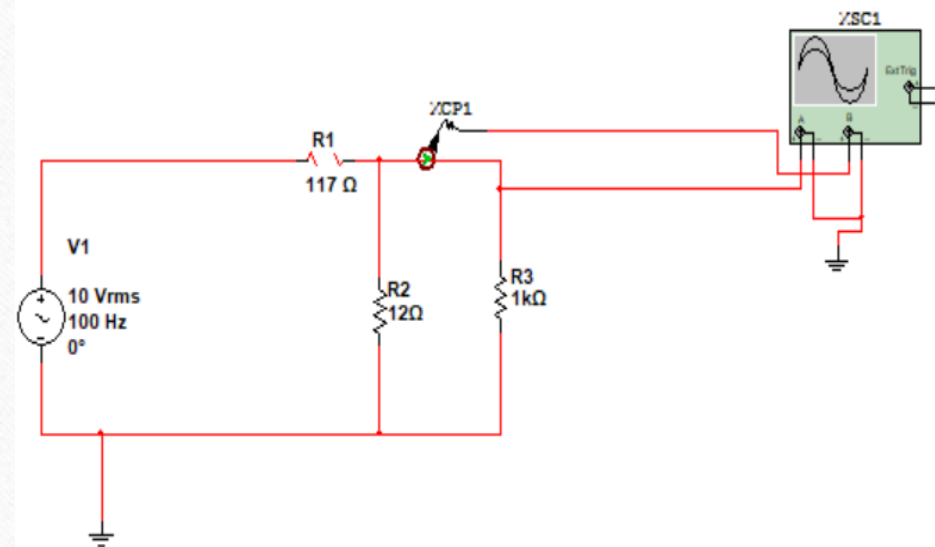 XSC1
Ext Trig
+
-
A
B
+
-
+
-
XCP1
R1
117 Ω
V1
10 Vrms
100 Hz
0°
R2
12Ω
R3
1kΩ